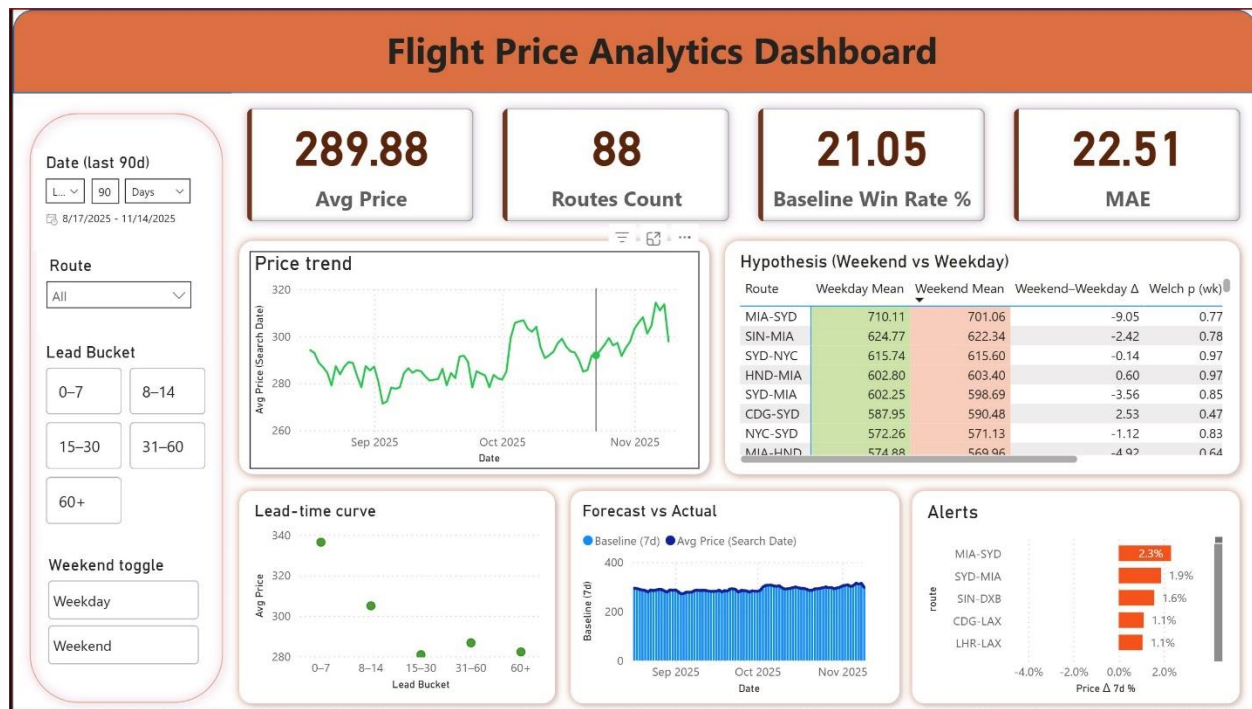 Flight Price Analytics Dashboard
Date (last 90d)
L... 90 Days
8/17/2025 - 11/14/2025
Route
All
Lead Bucket
0–7 8–14
15–30 31–60
60+
Weekend toggle
Weekday
Weekend
289.88
Avg Price
88
Routes Count
21.05
Baseline Win Rate %
22.51
MAE
Price trend
Avg Price (Search Date)
320
300
280
260
Sep 2025 Oct 2025 Nov 2025
Date
Hypothesis (Weekend vs Weekday)
Route Weekday Mean Weekend Mean Weekend–Weekday Δ Welch p (wk)
MIA-SYD 710.11 701.06 -9.05 0.77
SIN-MIA 624.77 622.34 -2.42 0.78
SYD-NYC 615.74 615.60 -0.14 0.97
HND-MIA 602.80 603.40 0.60 0.97
SYD-MIA 602.25 598.69 -3.56 0.85
CDG-SYD 587.95 590.48 2.53 0.47
NYC-SYD 572.26 571.13 -1.12 0.83
MIA-HND 574.88 569.96 -4.92 0.64
Lead-time curve
Avg Price
340
320
300
280
0–7 8–14 15–30 31–60 60+
Lead Bucket
Forecast vs Actual
Baseline (7d) Avg Price (Search Date)
Baseline (7d)
400
200
0
Sep 2025 Oct 2025 Nov 2025
Date
Alerts
route
MIA-SYD 2.3%
SYD-MIA 1.9%
SIN-DXB 1.6%
CDG-LAX 1.1%
LHR-LAX 1.1%
-4.0% -2.0% 0.0% 2.0%
Price Δ 7d %